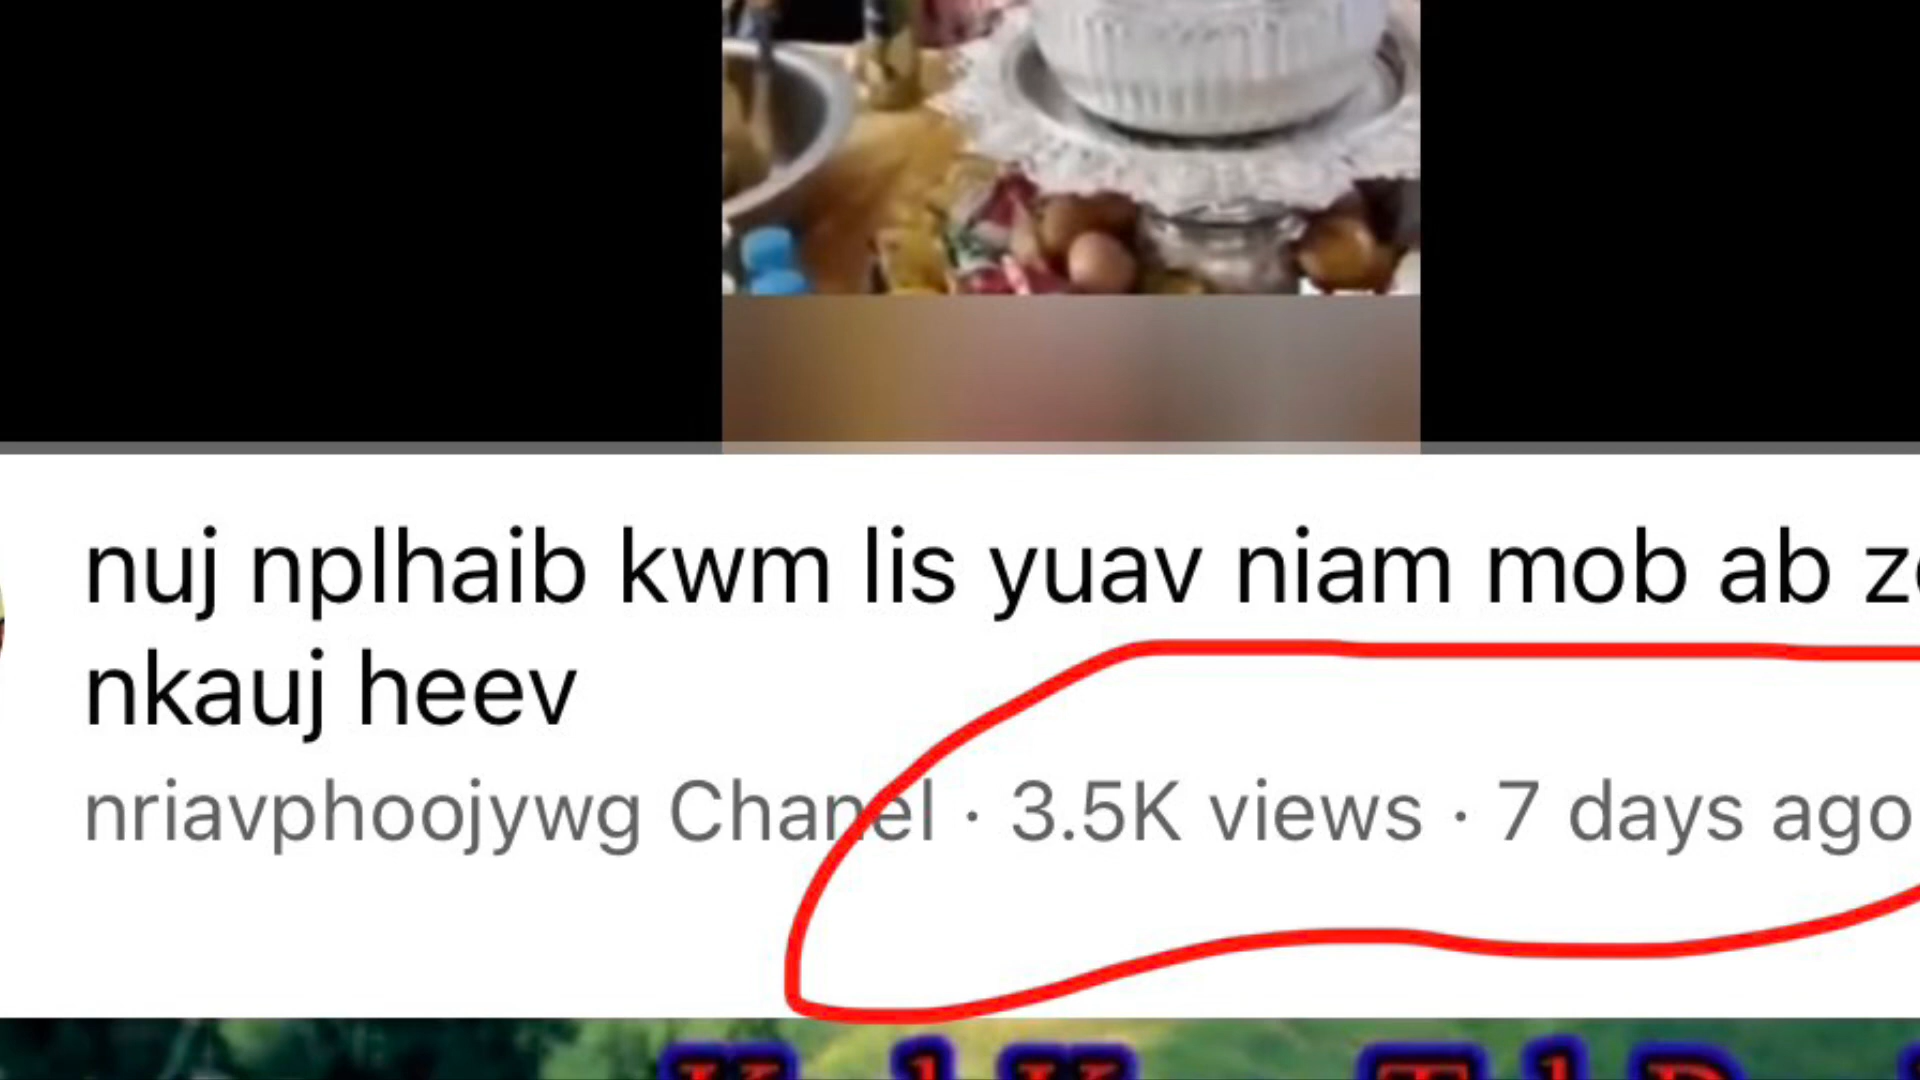 nuj nplhaib kwm lis yuav niam mob ab
nkauj heev
nriavphoojywg Chanel · 3.5K views · 7 days ago